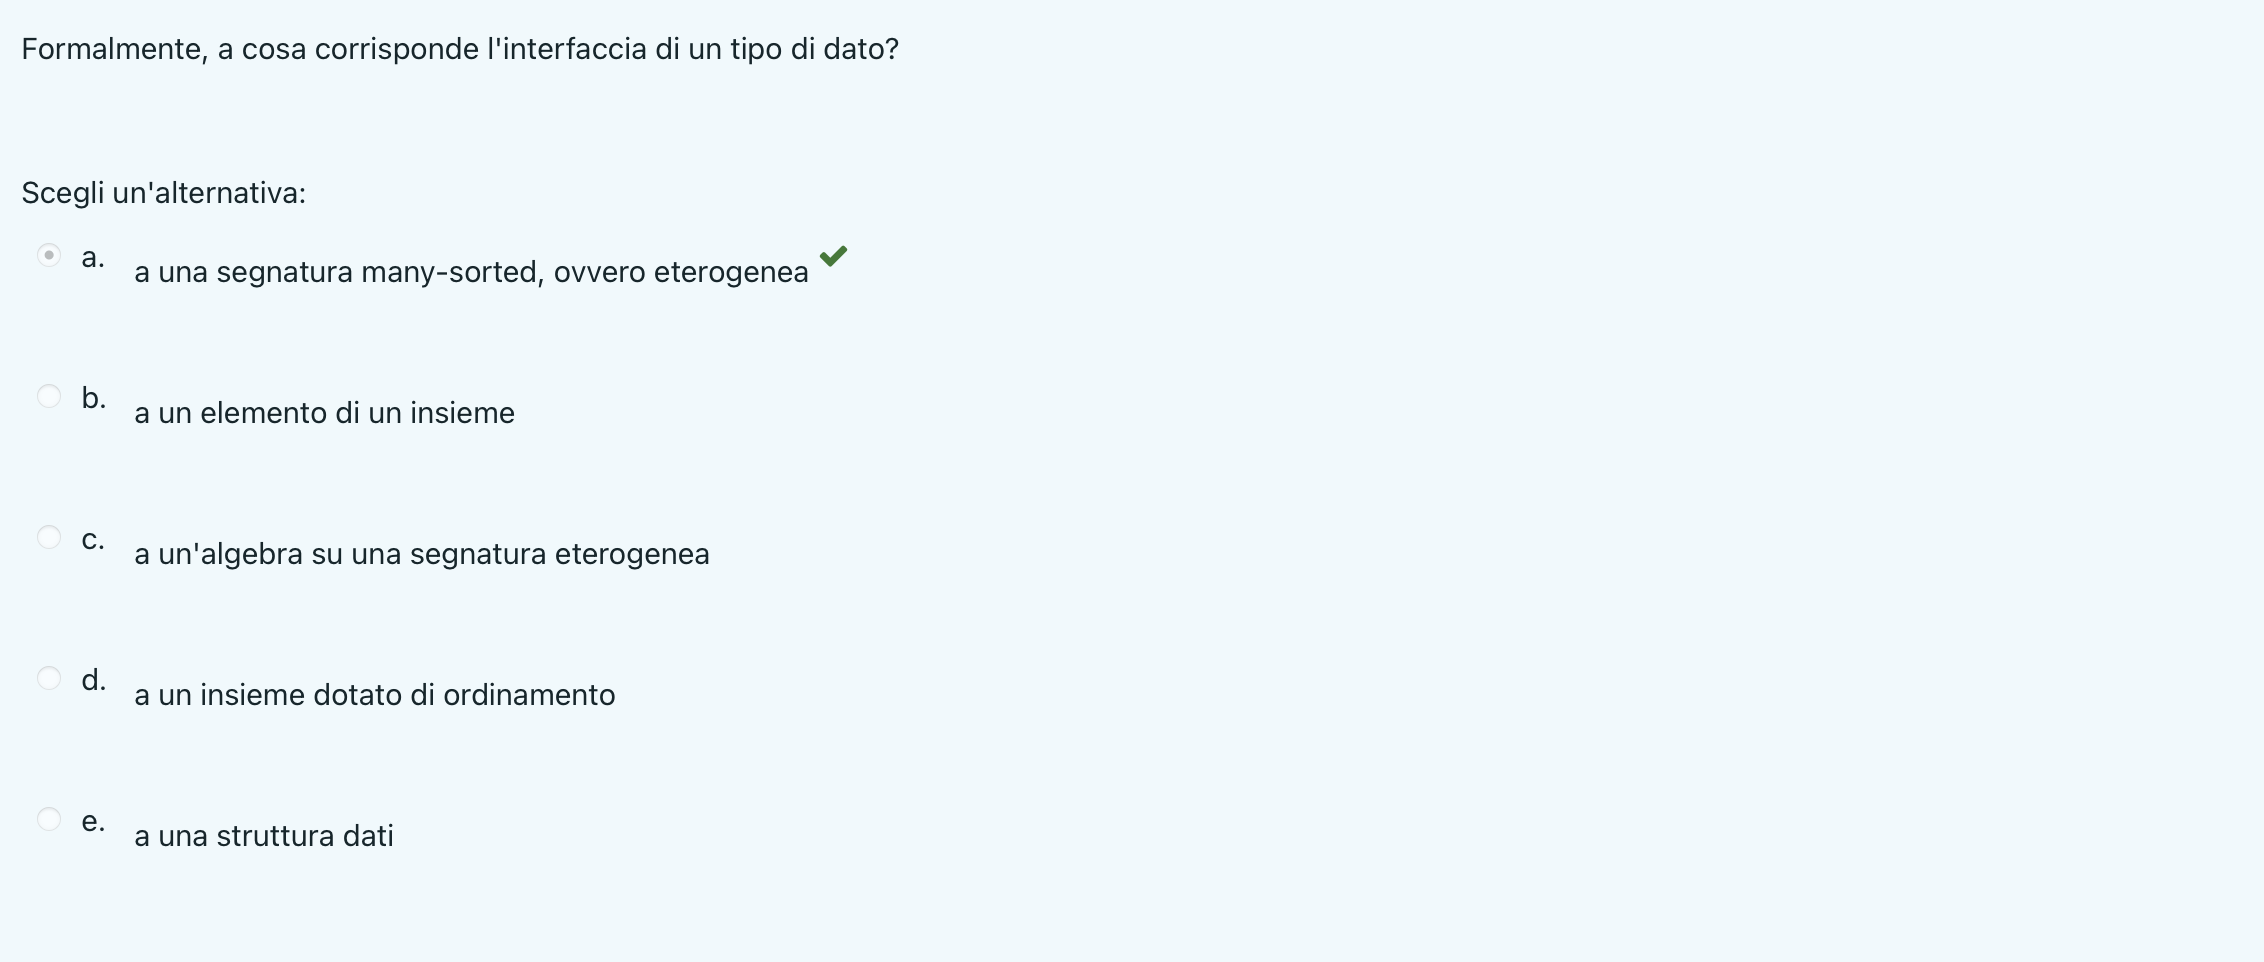 Formalmente, a cosa corrisponde l'interfaccia di un tipo di dato?
Scegli un'alternativa:
a. a una segnatura many-sorted, ovvero eterogenea
b. a un elemento di un insieme
c. a un'algebra su una segnatura eterogenea
d. a un insieme dotato di ordinamento
e. a una struttura dati